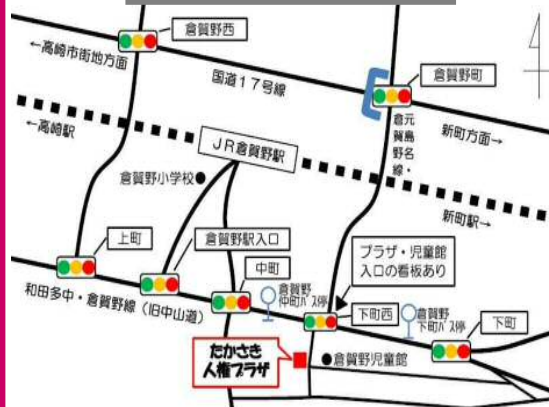 倉賀野西
←高崎市街地方面
国道17号線
倉賀野町
倉賀野・
元島名線
新町方面→
←高崎駅
JR倉賀野駅
倉賀野小学校
新町駅→
上町
倉賀野駅入口
中町
プラザ・児童館
入口の看板あり
倉賀野
仲町バス停
和田多中・倉賀野線(旧中山道)
下町西
倉賀野
下町バス停
下町
たかさき
人権プラザ
倉賀野児童館